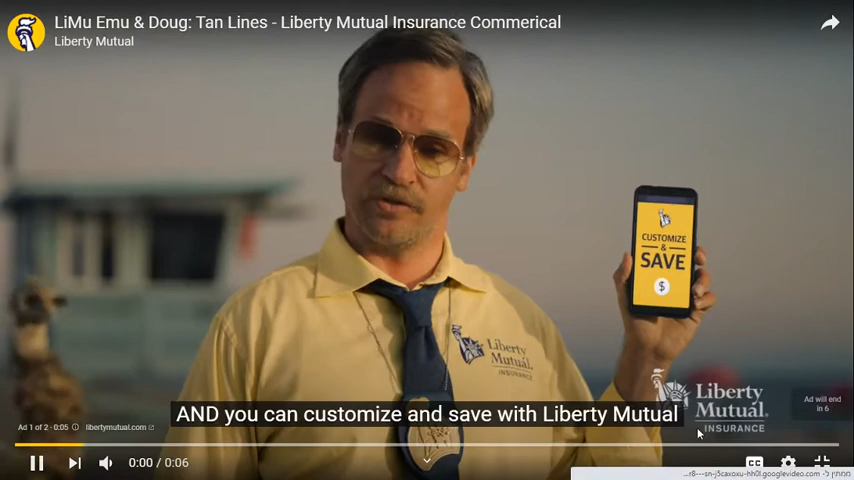 LiMu Emu & Doug: Tan Lines - Liberty Mutual Insurance Commerical
Liberty Mutual
CUSTOMIZE
&
SAVE
$
Liberty
Mutual.
INSURANCE
Liberty
Mutual®
INSURANCE
Ad will end
in 6
AND you can customize and save with Liberty Mutual
Ad 1 of 2 · 0:05
libertymutual.com
0:00 / 0:06
CC